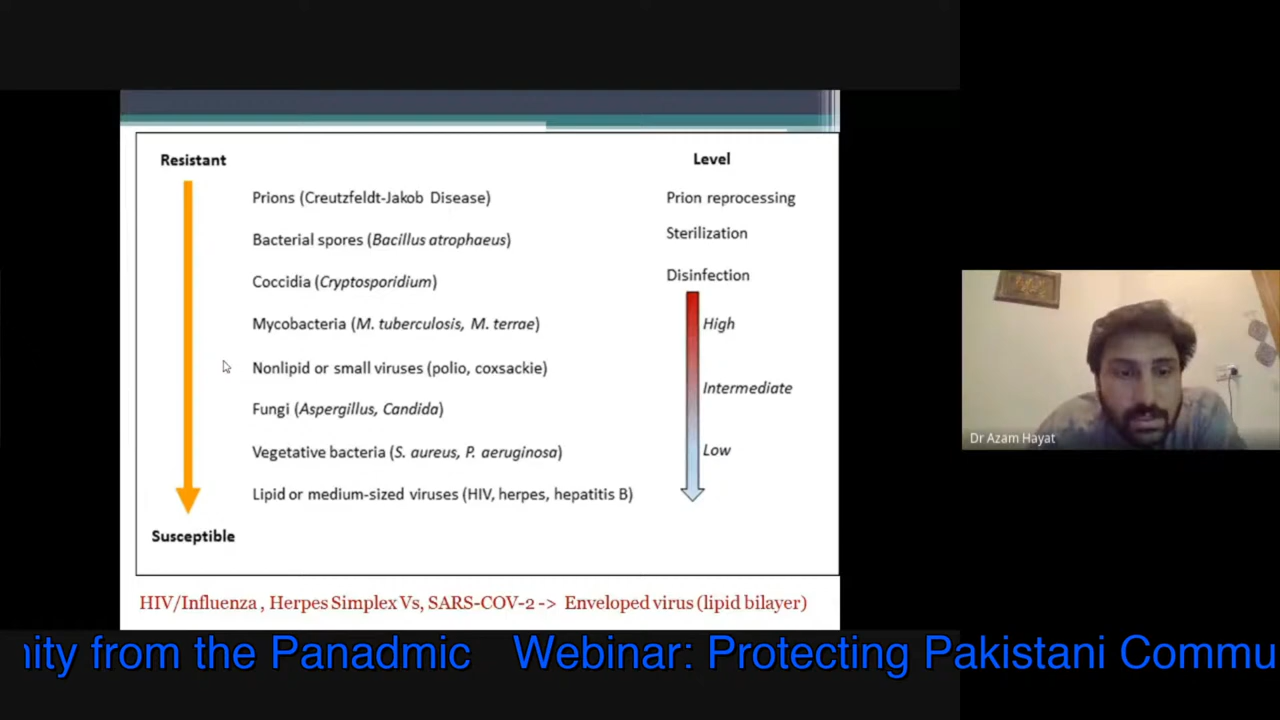 Resistant
Level
Prions (Creutzfeldt-Jakob Disease)
Prion reprocessing
Bacterial spores (Bacillus atrophaeus)
Sterilization
Coccidia (Cryptosporidium)
Disinfection
Mycobacteria (M. tuberculosis, M. terrae)
High
Nonlipid or small viruses (polio, coxsackie)
Intermediate
Fungi (Aspergillus, Candida)
Vegetative bacteria (S. aureus, P. aeruginosa)
Low
Lipid or medium-sized viruses (HIV, herpes, hepatitis B)
Susceptible
HIV/Influenza , Herpes Simplex Vs, SARS-COV-2 -> Enveloped virus (lipid bilayer)
Dr Azam Hayat
nity from the Panadmic Webinar: Protecting Pakistani Commu